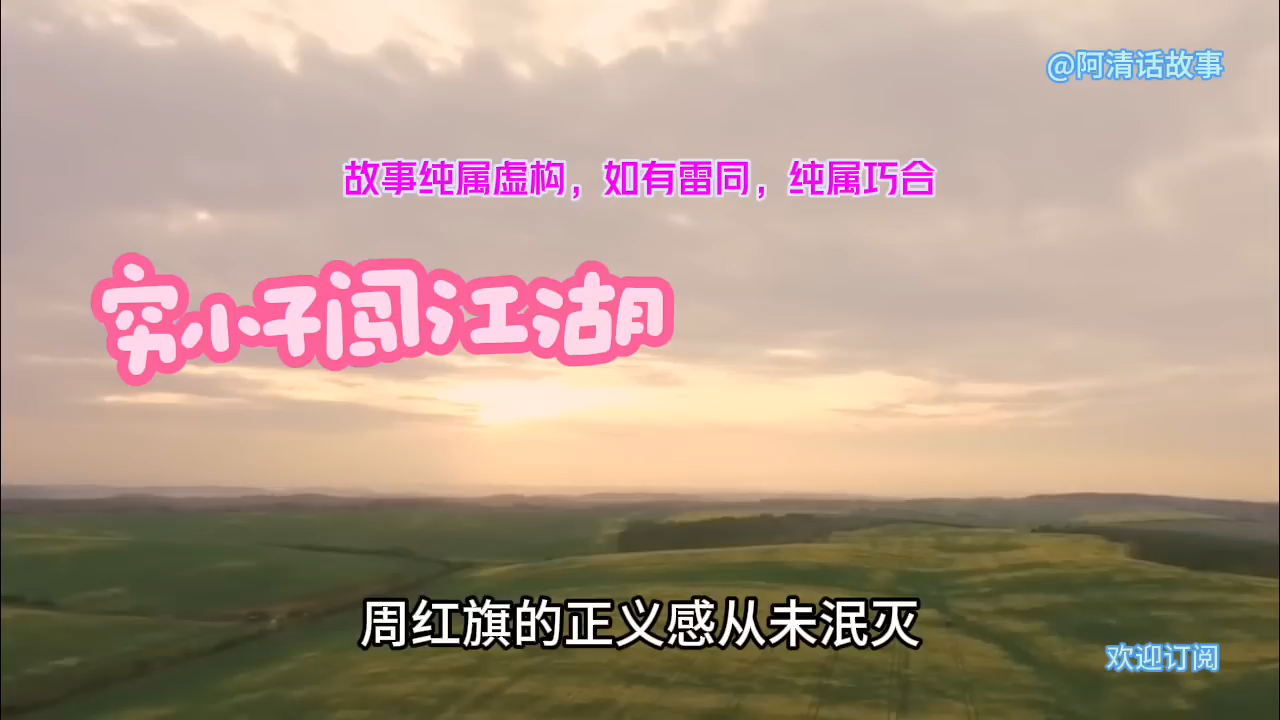 @阿清话故事
故事纯属虚构，如有雷同，纯属巧合
穷小子闯江湖
周红旗的正义感从未泯灭
欢迎订阅